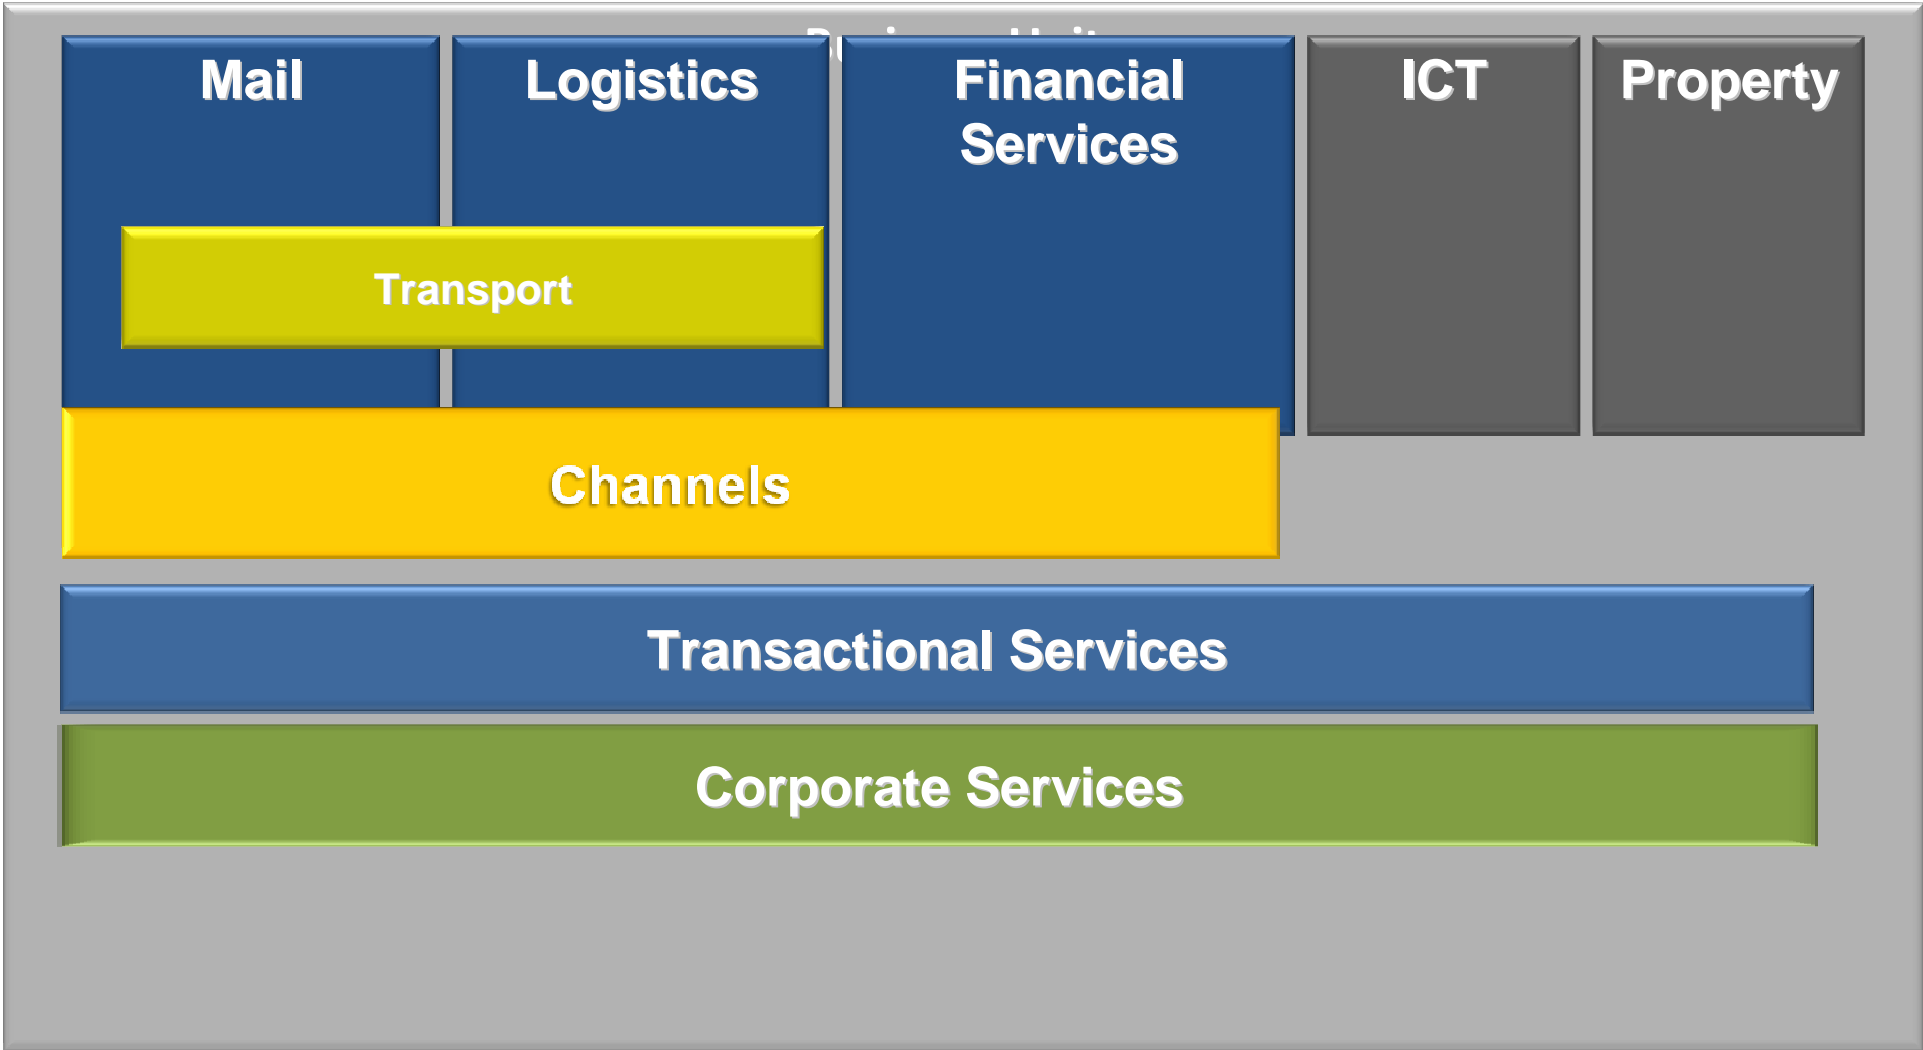 Mail
Logistics
Financial
Services
ICT
Property
Transport
Channels
Transactional Services
Corporate Services